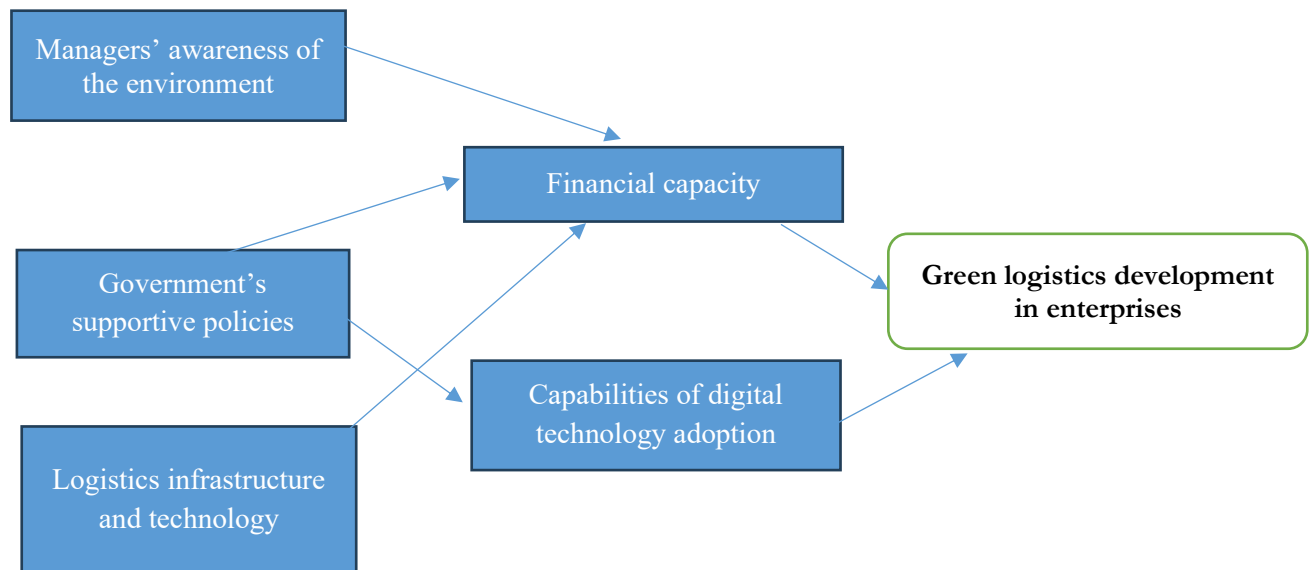 Managers’ awareness of
the environment
Financial capacity
Government’s
supportive policies
Green logistics development
in enterprises
Capabilities of digital
technology adoption
Logistics infrastructure
and technology